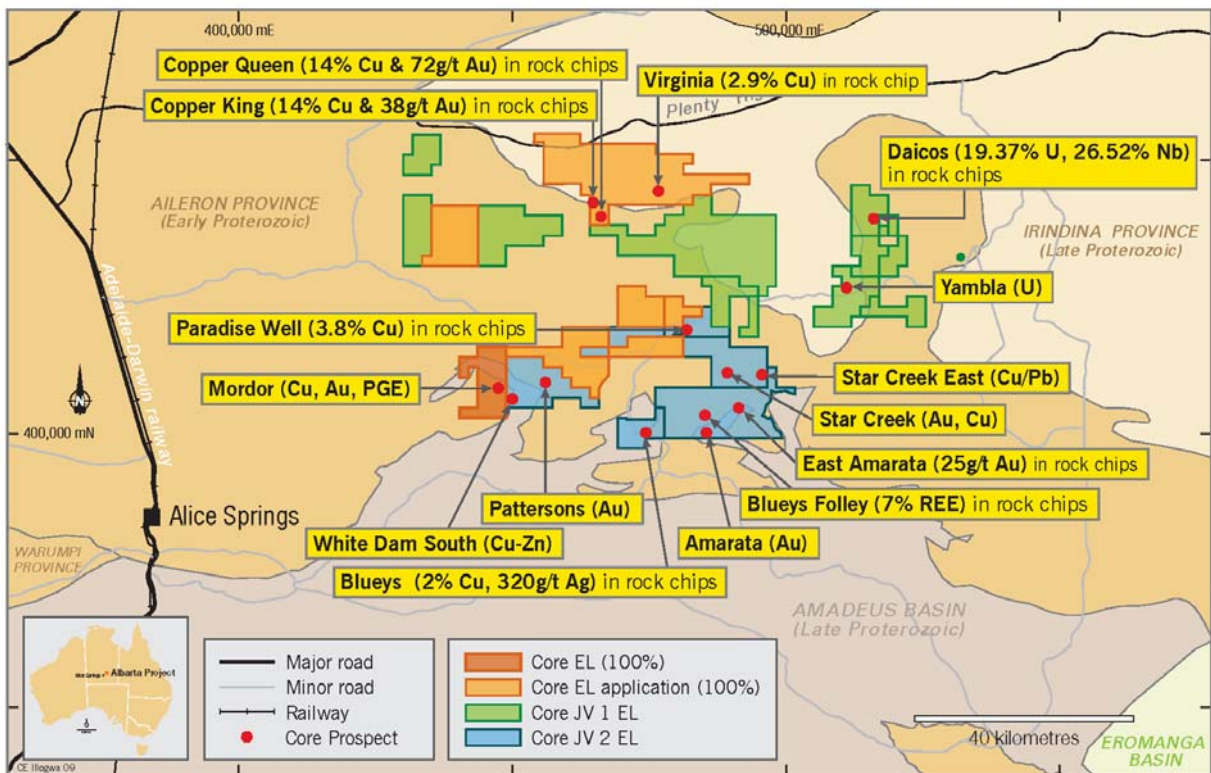 400,000 mE
500,000 mE
Copper Queen (14% Cu & 72g/t Au) in rock chips
Virginia (2.9% Cu) in rock chip
Copper King (14% Cu & 38g/t Au) in rock chips
Plenty
Daicos (19.37% U, 26.52% Nb)
in rock chips
AILERON PROVINCE
(Early Proterozoic)
IRINDINA PROVINCE
(Late Proterozoic)
Adelaide-Darwin railway
Yambla (U)
Paradise Well (3.8% Cu) in rock chips
Mordor (Cu, Au, PGE)
Star Creek East (Cu/Pb)
Star Creek (Au, Cu)
N
400,000 mN
East Amarata (25g/t Au) in rock chips
Pattersons (Au)
Blueys Folley (7% REE) in rock chips
Alice Springs
White Dam South (Cu-Zn)
Amarata (Au)
WARUMPI
PROVINCE
Blueys (2% Cu, 320g/t Ag) in rock chips
AMADEUS BASIN
(Late Proterozoic)
Alice Springs
Albarta Project
Major road
Minor road
Railway
Core Prospect
Core EL (100%)
Core EL application (100%)
Core JV 1 EL
Core JV 2 EL
40 kilometres
EROMANGA
BASIN
CE Illogwa 09